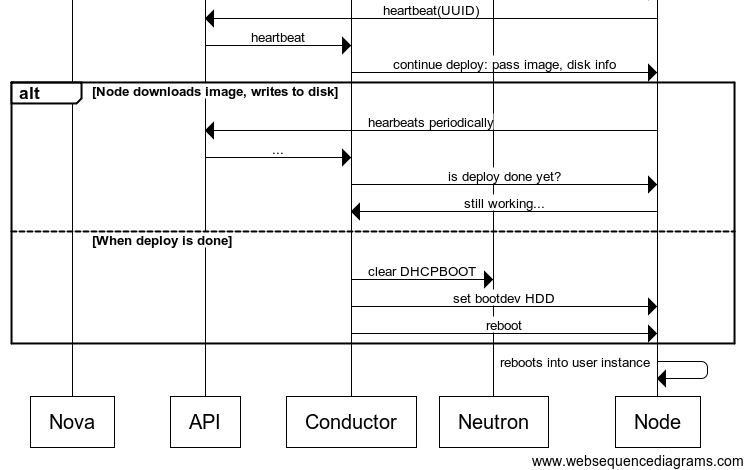 heartbeat(UUID)
heartbeat
continue deploy: pass image, disk info
alt [Node downloads image, writes to disk]
hearbeats periodically
...
is deploy done yet?
still working...
[When deploy is done]
clear DHCPBOOT
set bootdev HDD
reboot
reboots into user instance
Nova API Conductor Neutron Node
www.websequencediagrams.com